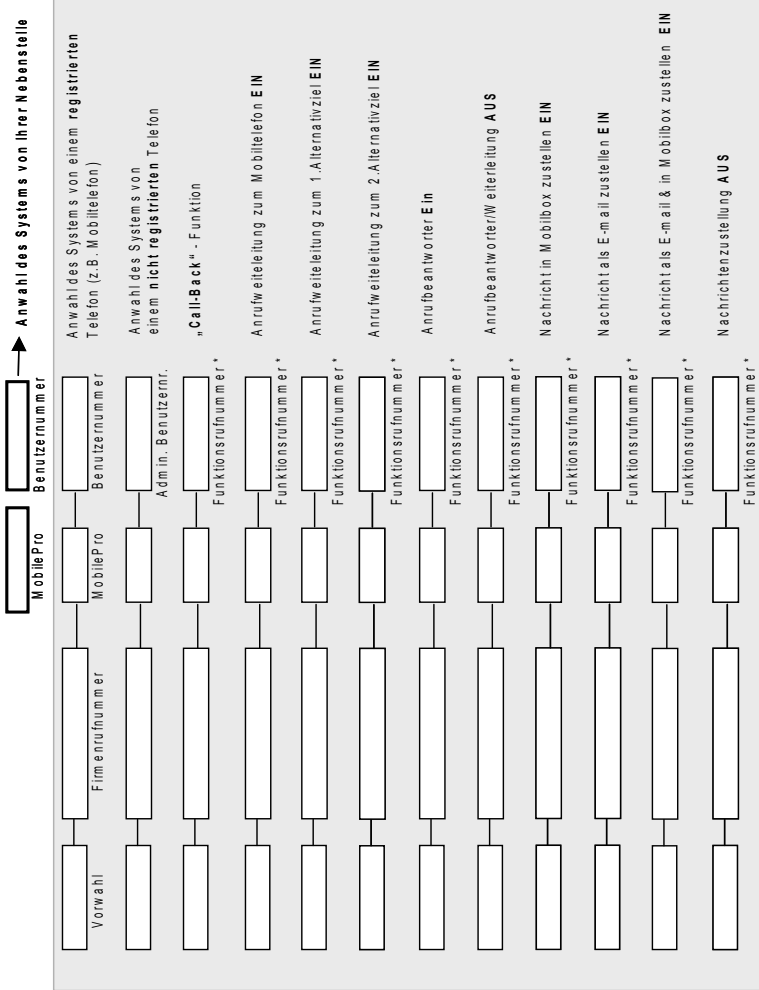 Anwahl des Systems von Ihrer Nebenstelle
MobilePro
Benutzernummer
Anwahl des Systems von einem registrierten
Telefon (z.B. Mobiltelefon)
Vorwahl
Firmenrufnummer
MobilePro
Benutzernummer
Anwahl des Systems von
einem nicht registrierten Telefon
Admin. Benutzernr.
„Call-Back" - Funktion
Funktionsrufnummer*
Anrufweiteleitung zum Mobiltelefon EIN
Funktionsrufnummer*
Anrufweiteleitung zum 1.Alternativziel EIN
Funktionsrufnummer*
Anrufweiteleitung zum 2.Alternativziel EIN
Funktionsrufnummer*
Anrufbeantworter Ein
Funktionsrufnummer*
Anrufbeantworter/Weiterleitung AUS
Funktionsrufnummer*
Nachricht in Mobilbox zustellen EIN
Funktionsrufnummer*
Nachricht als E-mail zustellen EIN
Funktionsrufnummer*
Nachricht als E-mail & in Mobilbox zustellen EIN
Funktionsrufnummer*
Nachrichtenzustellung AUS
Funktionsrufnummer*